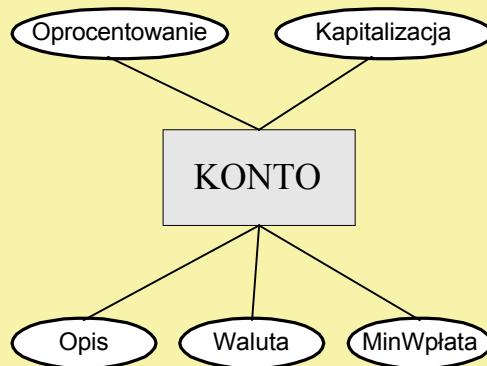 Oprocentowanie
Kapitalizacja
KONTO
Opis
Waluta
MinWpłata